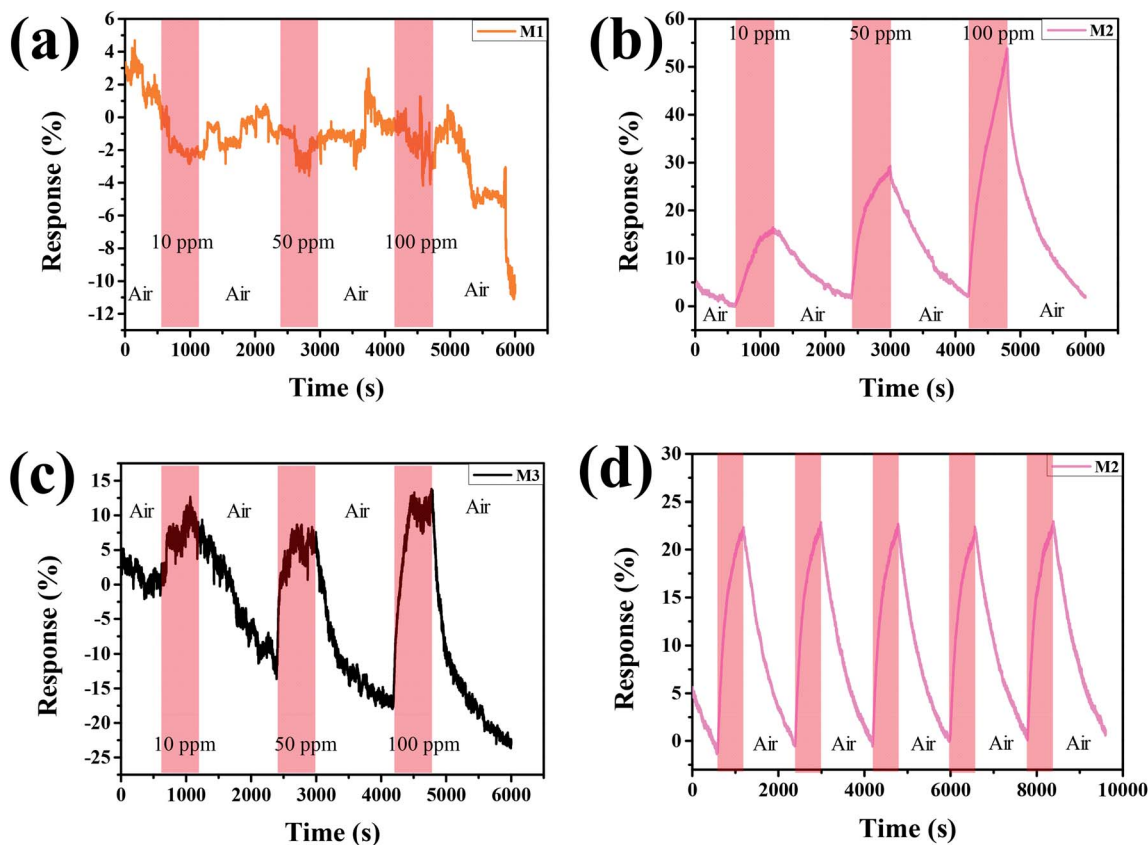 (a)
M1
Response (%)
6
4
2
0
-2
-4
-6
-8
-10
-12
10 ppm
50 ppm
100 ppm
Air
Air
Air
Air
0 1000 2000 3000 4000 5000 6000
Time (s)
(b)
10 ppm
50 ppm
100 ppm
M2
Response (%)
60
50
40
30
20
10
0
Air
Air
Air
Air
0 1000 2000 3000 4000 5000 6000
Time (s)
(c)
M3
Response (%)
15
10
5
0
-5
-10
-15
-20
-25
Air
Air
Air
Air
10 ppm
50 ppm
100 ppm
0 1000 2000 3000 4000 5000 6000
Time (s)
(d)
M2
Response (%)
30
25
20
15
10
5
0
Air
Air
Air
Air
Air
0 2000 4000 6000 8000 10000
Time (s)